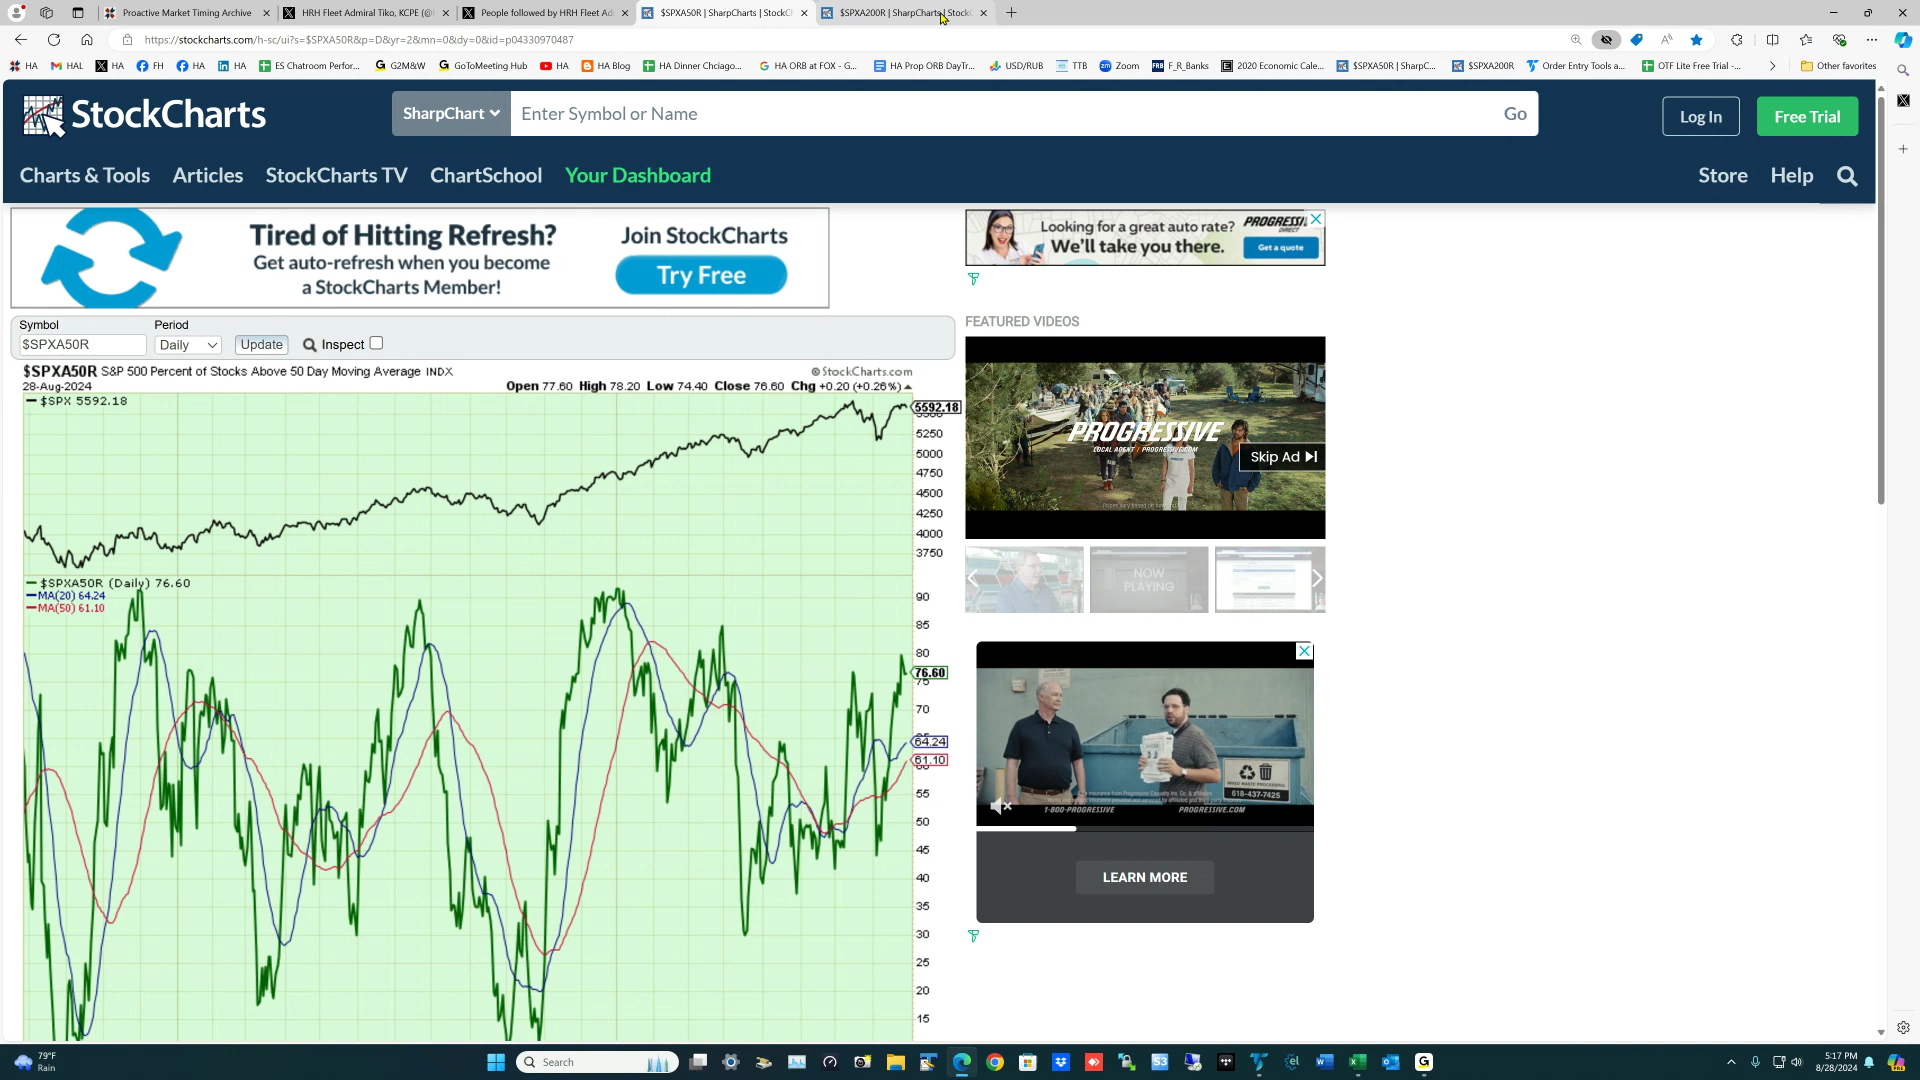 Proactive Market Timing Archive
HRH Fleet Admiral Tiko, KCPE (@
People followed by HRH Fleet Ad
$SPXA50R | SharpCharts | StockC
$SPXA200R | SharpCharts | Stock
https://stockcharts.com/h-sc/ui?s=$SPXA50R&p=D&yr=2&mn=0&dy=0&id=p04330970487
HA
HAL
HA
FH
HA
HA
ES Chatroom Perfor...
G2M&W
GoToMeeting Hub
HA
HA Blog
HA Dinner Chciago...
HA ORB at FOX - G...
HA Prop ORB DayTr...
USD/RUB
TTB
Zoom
F_R_Banks
2020 Economic Cale...
$SPXA50R | SharpC...
$SPXA200R
Order Entry Tools a...
OTF Lite Free Trial -...
Other favorites
StockCharts
SharpChart
Enter Symbol or Name
Go
Log In
Free Trial
Charts & Tools
Articles
StockCharts TV
ChartSchool
Your Dashboard
Store
Help
Tired of Hitting Refresh?
Get auto-refresh when you become
a StockCharts Member!
Join StockCharts
Try Free
Looking for a great auto rate?
We'll take you there.
PROGRESSIVE
DIRECT
Get a quote
Symbol
Period
$SPXA50R
Daily
Update
Inspect
FEATURED VIDEOS
$SPXA50R S&P 500 Percent of Stocks Above 50 Day Moving Average INDX
© StockCharts.com
28-Aug-2024
Open 77.60 High 78.20 Low 74.40 Close 76.60 Chg +0.20 (+0.26%)
$SPX 5592.18
5592.18
5250
5000
4750
4500
4250
4000
3750
$SPXA50R (Daily) 76.60
MA(20) 64.24
MA(50) 61.10
90
85
80
76.60
75
70
64.24
61.10
55
50
45
40
35
30
25
20
15
PROGRESSIVE
LOCAL AGENT / PROGRESSIVE.COM
Skip Ad
NOW
PLAYING
618-437-7425
1-800-PROGRESSIVE
PROGRESSIVE.COM
LEARN MORE
79°F
Rain
Search
5:17 PM
8/28/2024